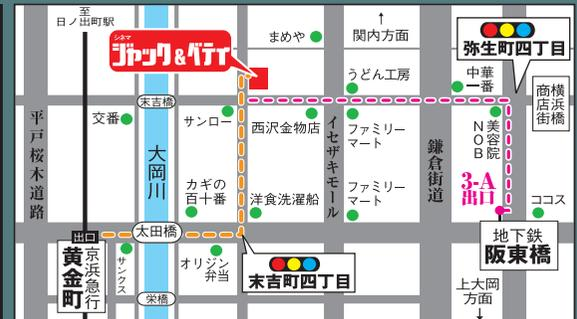 至
日ノ出町駅
シネマ
ジャック&ベティ
まめや
↑
関内方面
弥生町四丁目
うどん工房
中華
一番
横浜橋
商店街
末吉橋
交番
サンロー
西沢金物店
ファミリー
マート
美容院
NOB
平戸桜木道路
大岡川
イセザキモール
鎌倉街道
カギの
百十番
洋食洗濯船
ファミリー
マート
3-A
出口
ココス
太田橋
出口
京浜急行
黄金町
サンクス
オリジン
弁当
末吉町四丁目
地下鉄
阪東橋
栄橋
上大岡
方面
↓